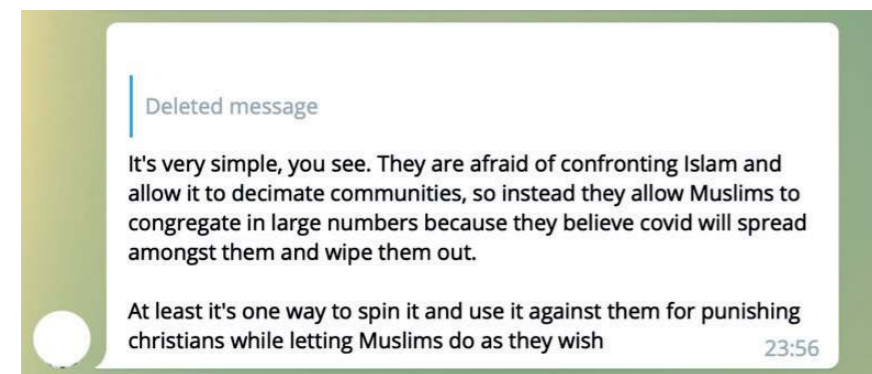 Deleted message
It's very simple, you see. They are afraid of confronting Islam and
allow it to decimate communities, so instead they allow Muslims to
congregate in large numbers because they believe covid will spread
amongst them and wipe them out.
At least it's one way to spin it and use it against them for punishing
christians while letting Muslims do as they wish
23:56